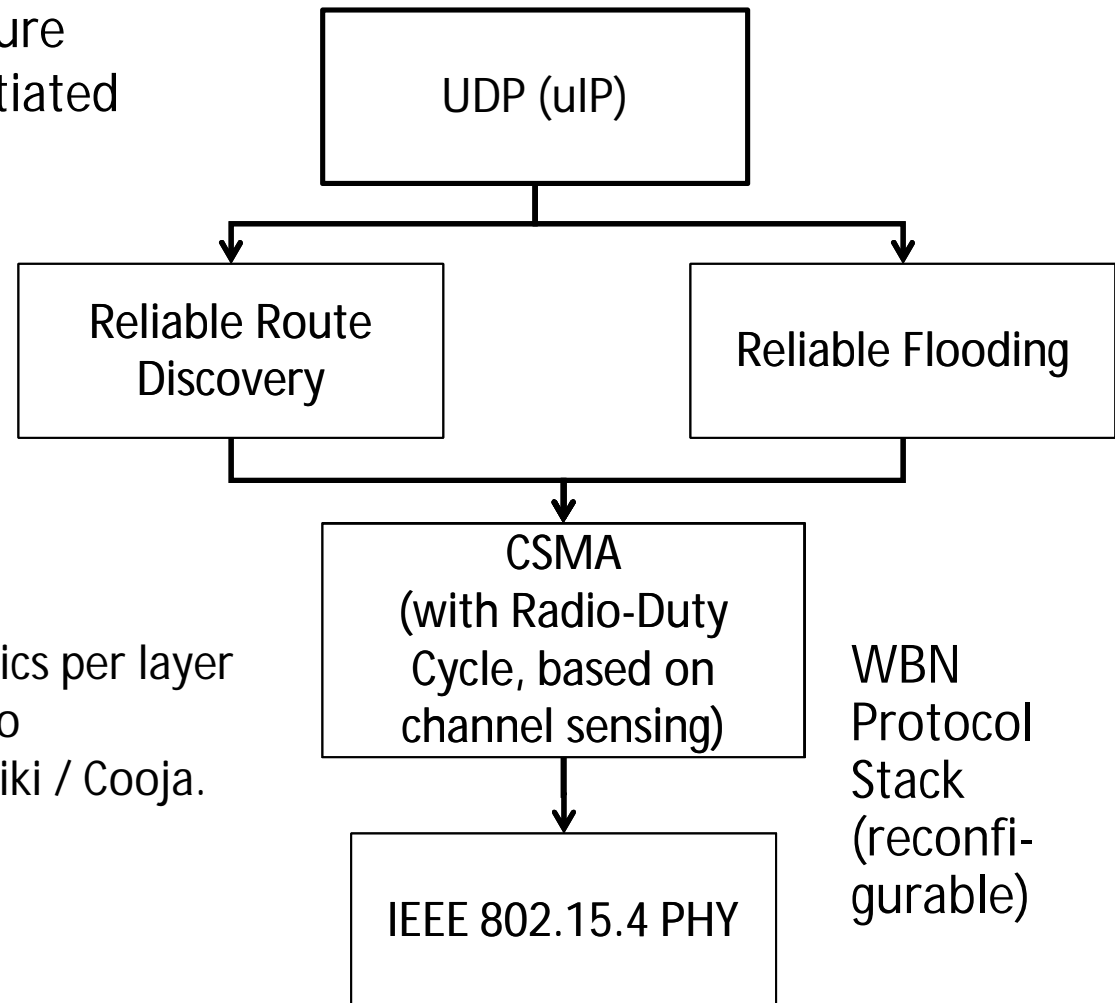 ure
tiated
UDP (uIP)
Reliable Route
Discovery
Reliable Flooding
CSMA
(with Radio-Duty
Cycle, based on
channel sensing)
ics per layer
o
iki / Cooja.
WBN
Protocol
Stack
(reconfi-
gurable)
IEEE 802.15.4 PHY